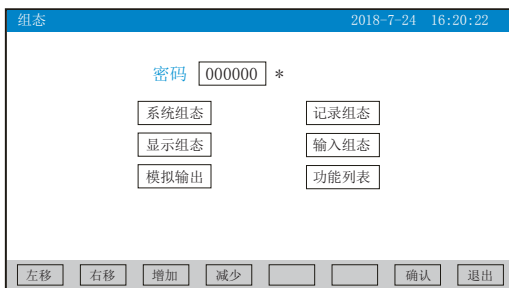 组态 2018-7-24 16:20:22
密码 000000 *
系统组态 记录组态
显示组态 输入组态
模拟输出 功能列表
左移 右移 增加 减少 确认 退出